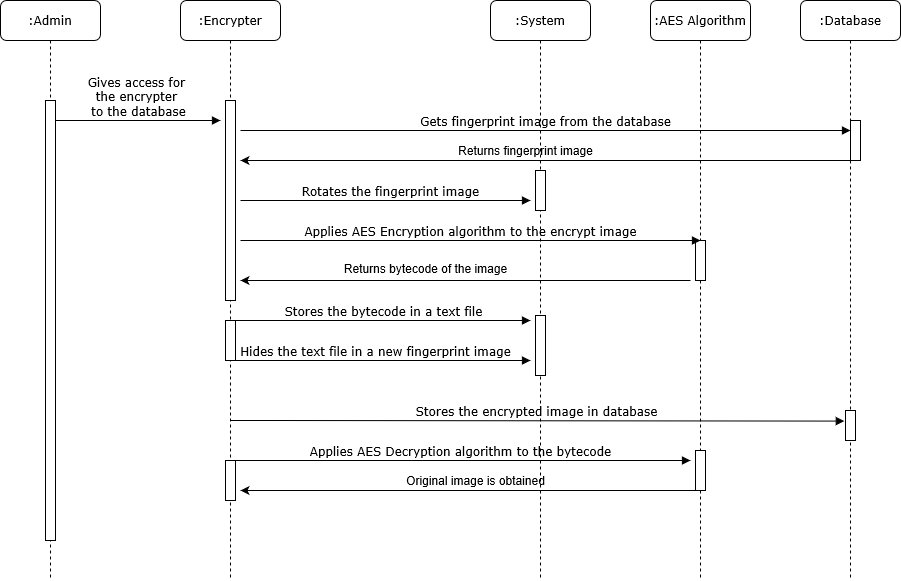 :Admin
:Encrypter
:System
:AES Algorithm
:Database
Gives access for
the encrypter
to the database
Gets fingerprint image from the database
Returns fingerprint image
Rotates the fingerprint image
Applies AES Encryption algorithm to the encrypt image
Returns bytecode of the image
Stores the bytecode in a text file
Hides the text file in a new fingerprint image
Stores the encrypted image in database
Applies AES Decryption algorithm to the bytecode
Original image is obtained